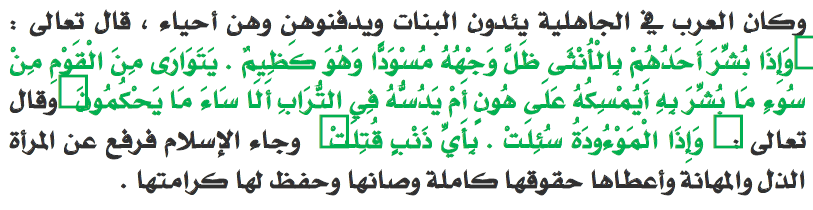 وكان العرب في الجاهلية يئدون البنات ويدفنوهن وهن أحياء ، قال تعالى :
وَإِذَا بُشِّرَ أَحَدُهُمْ بِالْأُنْثَى ظَلَّ وَجْهُهُ مُسْوَدًّا وَهُوَ كَظِيمٌ . يَتَوَارَى مِنَ الْقَوْمِ مِنْ
سُوءِ مَا بُشِّرَ بِهِ أَيُمْسِكُهُ عَلَى هُونٍ أَمْ يَدُسُّهُ فِي التُّرَابِ أَلَا سَاءَ مَا يَحْكُمُونَ وقال
تعالى : وَإِذَا الْمَوْءُودَةُ سُئِلَتْ . بِأَيِّ ذَنْبٍ قُتِلَتْ وجاء الإسلام فرفع عن المرأة
الذل والمهانة وأعطاها حقوقها كاملة وصانها وحفظ لها كرامتها .